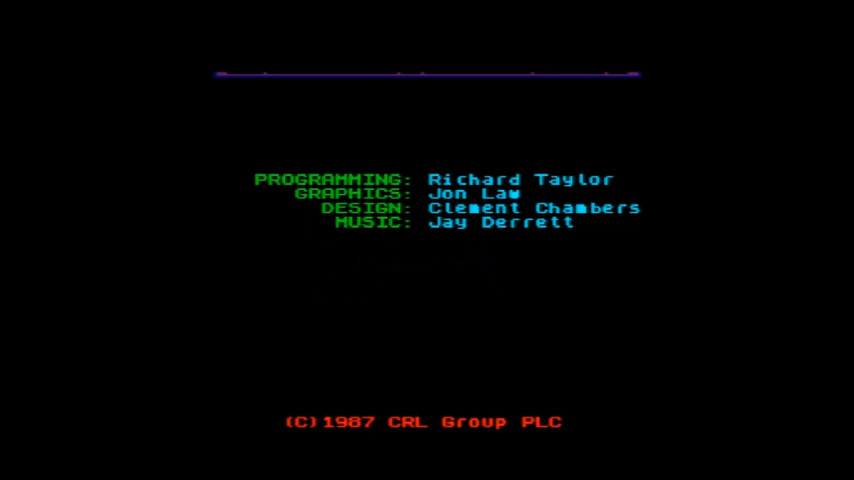 PROGRAMMING: Richard Taylor
GRAPHICS: Jon Law
DESIGN: Clement Chambers
MUSIC: Jay Derrett
(C)1987 CRL Group PLC